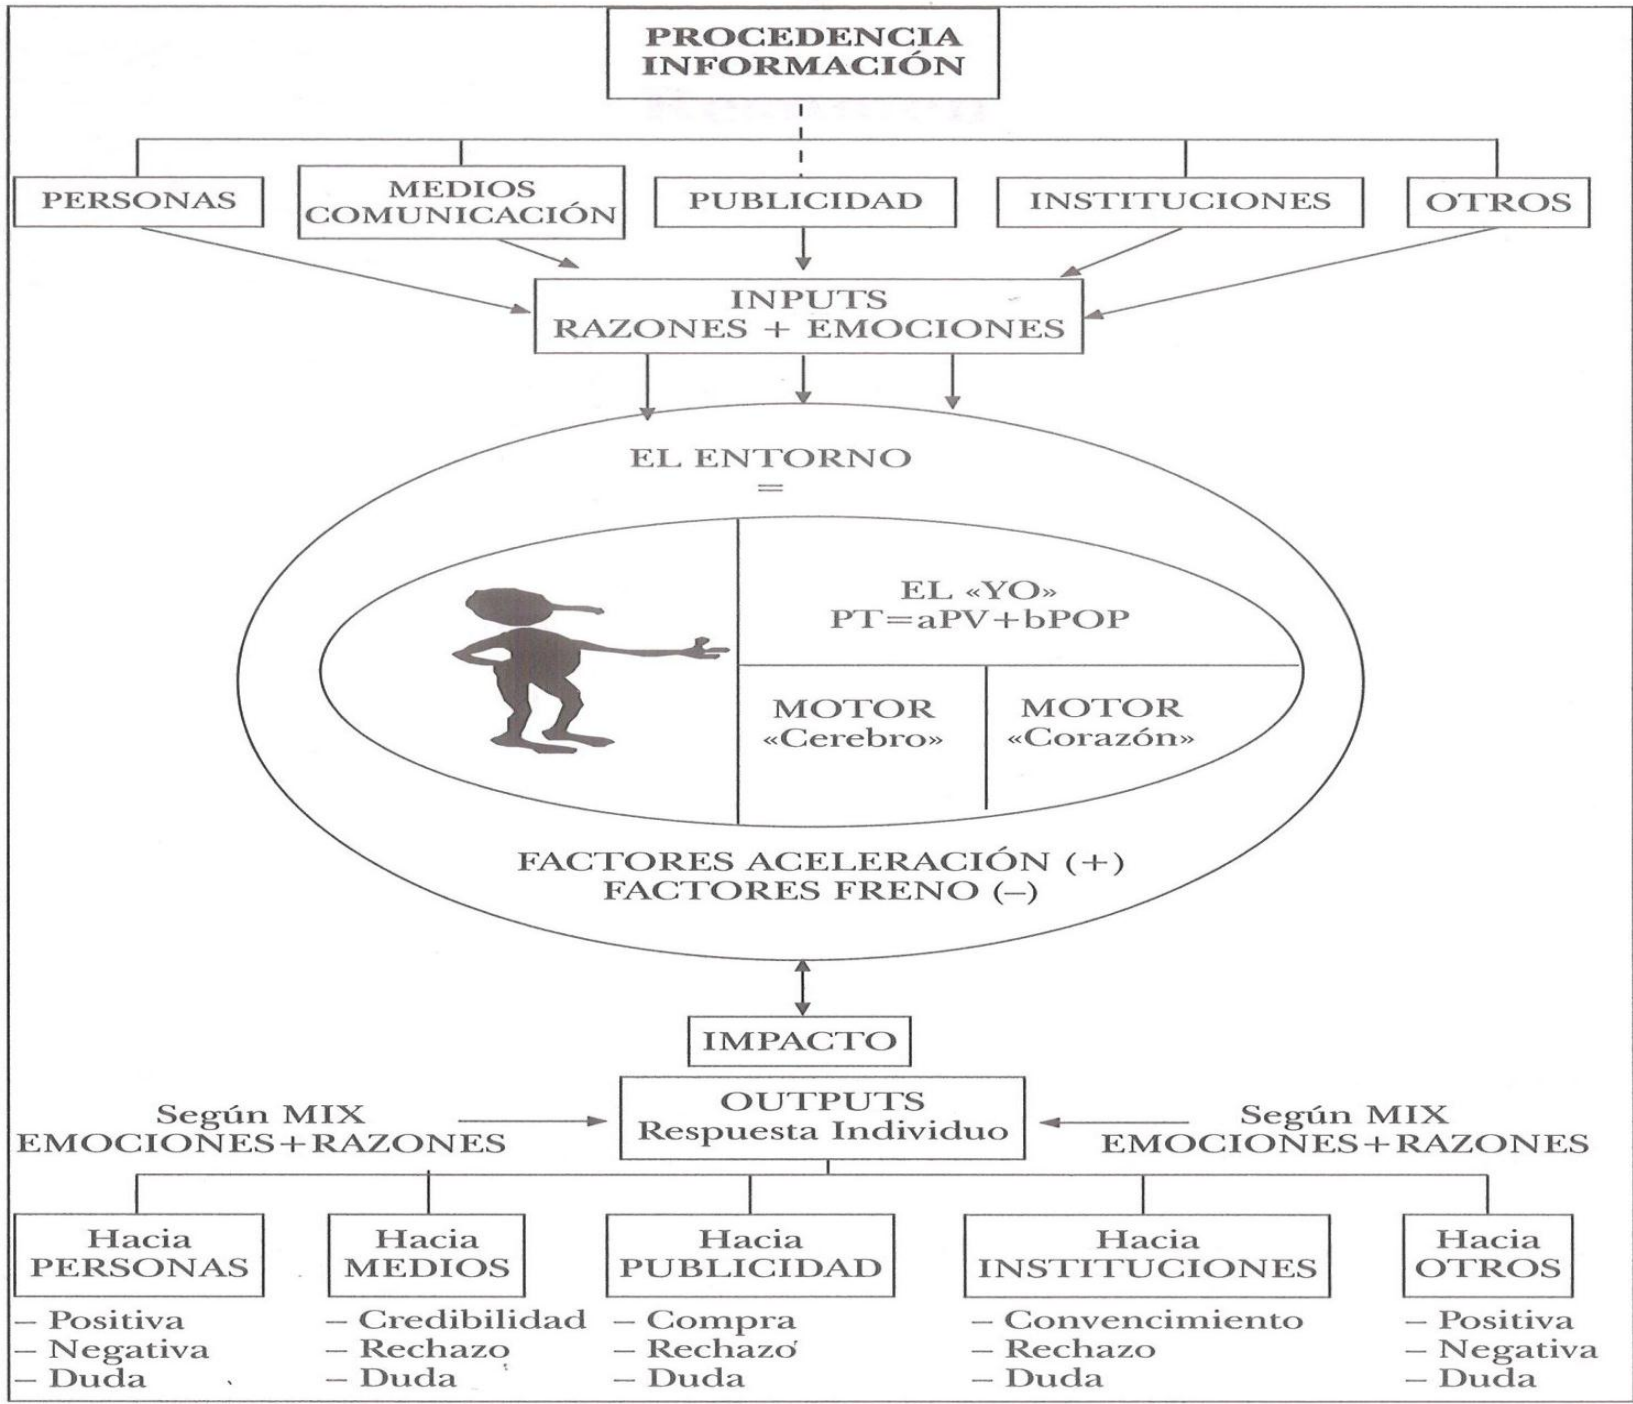 PROCEDENCIA
INFORMACIÓN
PERSONAS
MEDIOS
COMUNICACIÓN
PUBLICIDAD
INSTITUCIONES
OTROS
INPUTS
RAZONES + EMOCIONES
EL ENTORNO
=
EL «YO»
PT=aPV+bPOP
MOTOR
«Cerebro»
MOTOR
«Corazón»
FACTORES ACELERACIÓN (+)
FACTORES FRENO (–)
IMPACTO
OUTPUTS
Respuesta Individuo
Según MIX
EMOCIONES+RAZONES
Según MIX
EMOCIONES+RAZONES
Hacia
PERSONAS
– Positiva
– Negativa
– Duda
Hacia
MEDIOS
– Credibilidad
– Rechazo
– Duda
Hacia
PUBLICIDAD
– Compra
– Rechazo
– Duda
Hacia
INSTITUCIONES
– Convencimiento
– Rechazo
– Duda
Hacia
OTROS
– Positiva
– Negativa
– Duda